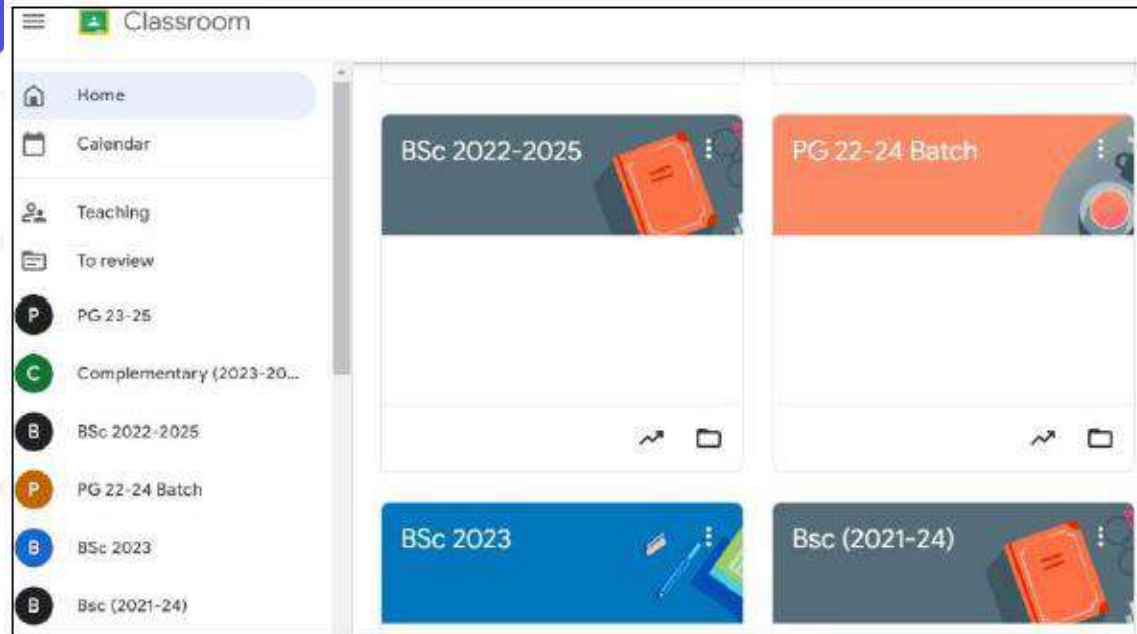 Classroom
Home
Calendar
Teaching
To review
P PG 23-25
C Complementary (2023-20...
B BSc 2022-2025
P PG 22-24 Batch
B BSc 2023
B Bsc (2021-24)
BSc 2022-2025
PG 22-24 Batch
BSc 2023
Bsc (2021-24)